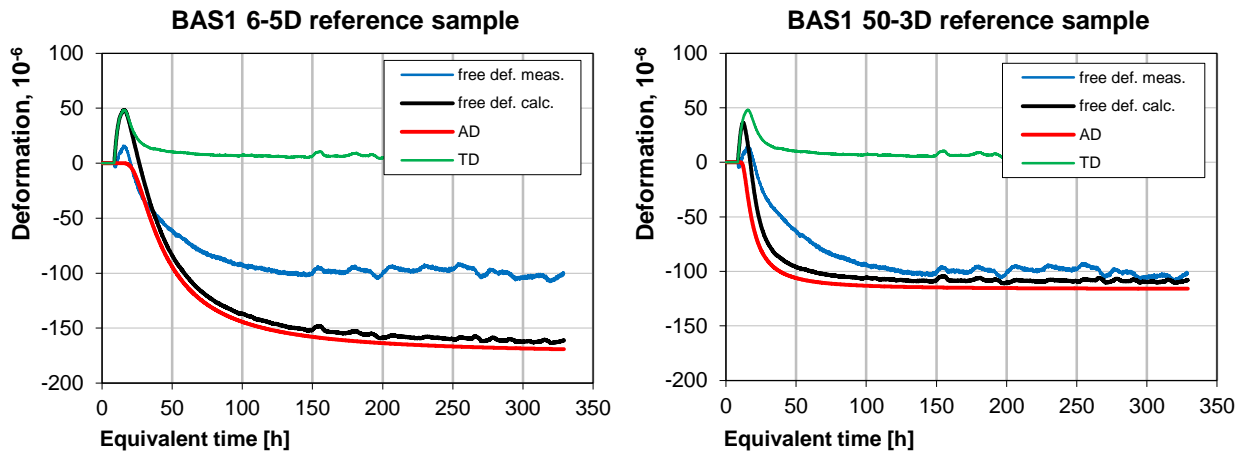 BAS1 6-5D reference sample
Deformation, 10-6
100
50
0
-50
-100
-150
-200
free def. meas.
free def. calc.
AD
TD
0 50 100 150 200 250 300 350
Equivalent time [h]
BAS1 50-3D reference sample
Deformation, 10-6
100
50
0
-50
-100
-150
-200
free def. meas.
free def. calc.
AD
TD
0 50 100 150 200 250 300 350
Equivalent time [h]